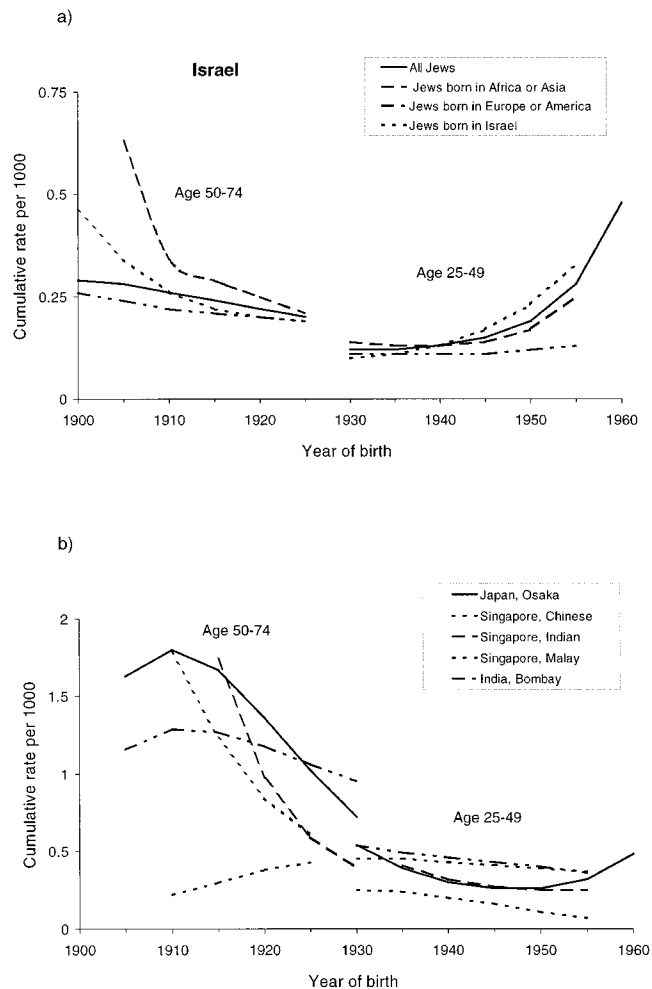 a)
Israel
All Jews
Jews born in Africa or Asia
Jews born in Europe or America
Jews born in Israel
0.75
0.5
0.25
0
Cumulative rate per 1000
Age 50-74
Age 25-49
1900
1910
1920
1930
1940
1950
1960
Year of birth
b)
Japan, Osaka
Singapore, Chinese
Singapore, Indian
Singapore, Malay
India, Bombay
2
1.5
1
0.5
0
Cumulative rate per 1000
Age 50-74
Age 25-49
1900
1910
1920
1930
1940
1950
1960
Year of birth